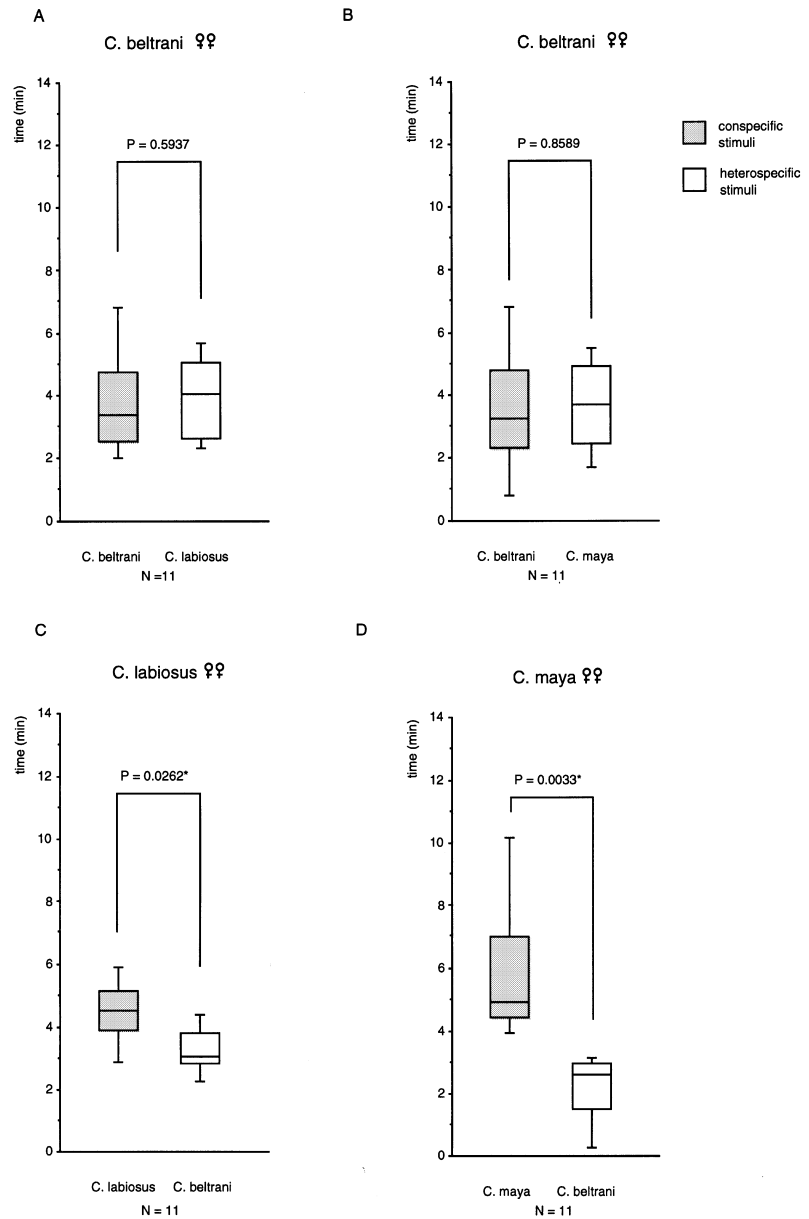 A
B
C. beltrani ♀♀
C. beltrani ♀♀
time (min)
14
12
10
8
6
4
2
0
P = 0.5937
C. beltrani C. labiosus
N =11
time (min)
14
12
10
8
6
4
2
0
P = 0.8589
C. beltrani C. maya
N = 11
conspecific
stimuli
heterospecific
stimuli
C
D
C. labiosus ♀♀
C. maya ♀♀
time (min)
14
12
10
8
6
4
2
0
P = 0.0262*
C. labiosus C. beltrani
N = 11
time (min)
14
12
10
8
6
4
2
0
P = 0.0033*
C. maya C. beltrani
N = 11